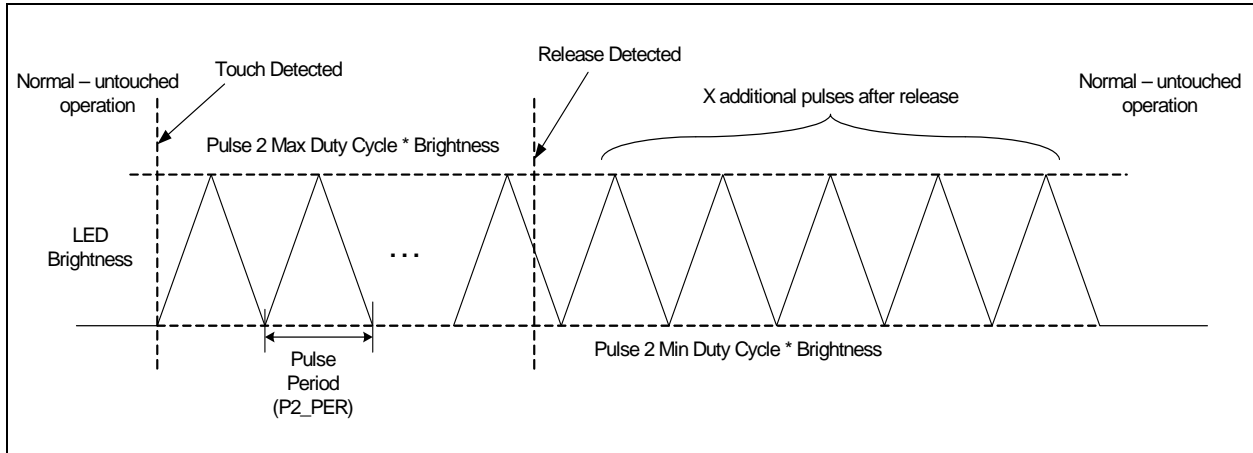 Release Detected
Touch Detected
Normal – untouched
operation
X additional pulses after release
Normal – untouched
operation
Pulse 2 Max Duty Cycle * Brightness
LED
Brightness
...
Pulse 2 Min Duty Cycle * Brightness
Pulse
Period
(P2_PER)